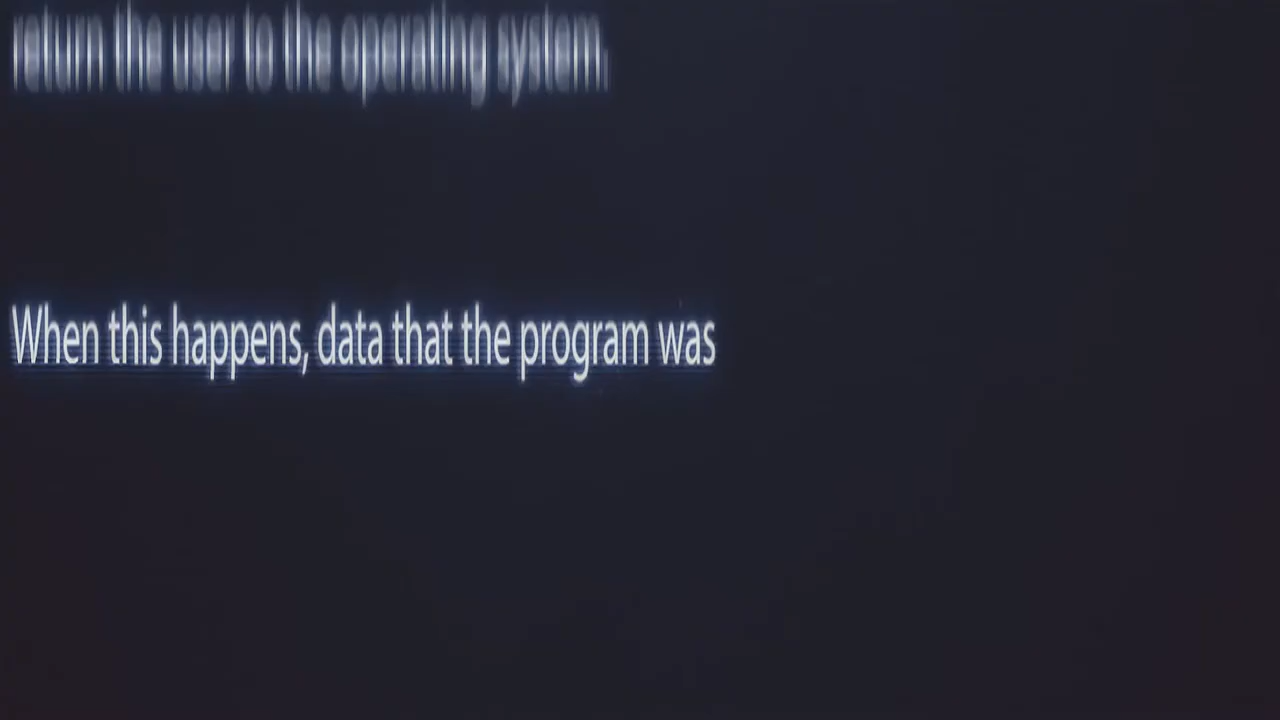 return the user to the operating system.
When this happens, data that the program was